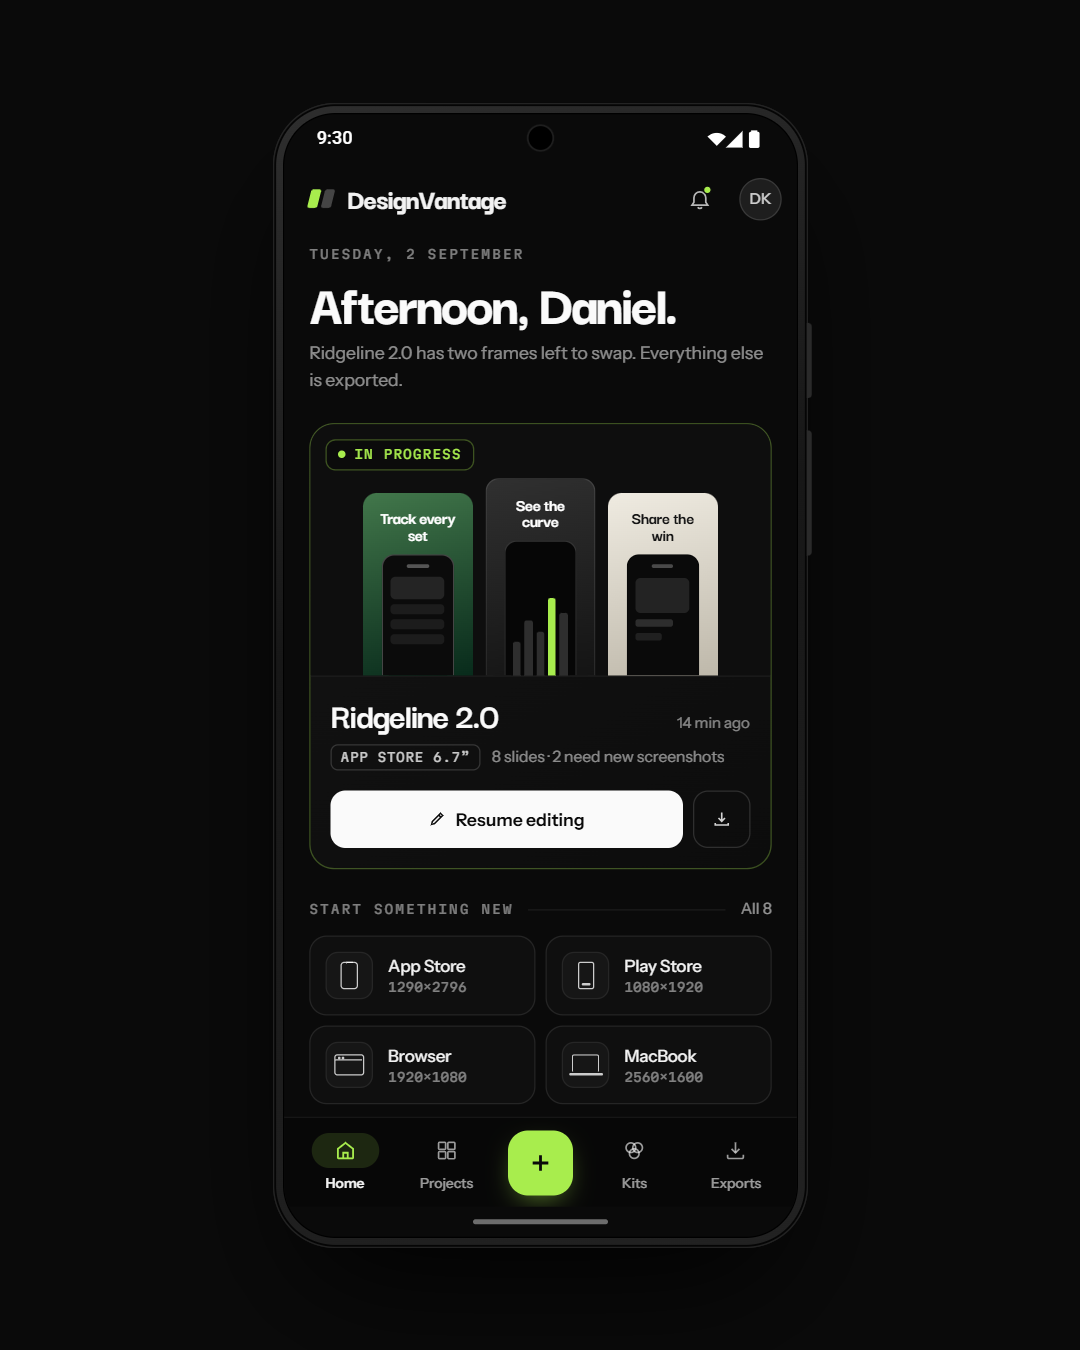 9:30
DesignVantage
DK
TUESDAY, 2 SEPTEMBER
Afternoon, Daniel.
Ridgeline 2.0 has two frames left to swap. Everything else
is exported.
IN PROGRESS
Track every
set
See the
curve
Share the
win
Ridgeline 2.0
14 min ago
APP STORE 6.7”
8 slides · 2 need new screenshots
Resume editing
START SOMETHING NEW
All 8
App Store
1290×2796
Play Store
1080×1920
Browser
1920×1080
MacBook
2560×1600
Home
Projects
Kits
Exports